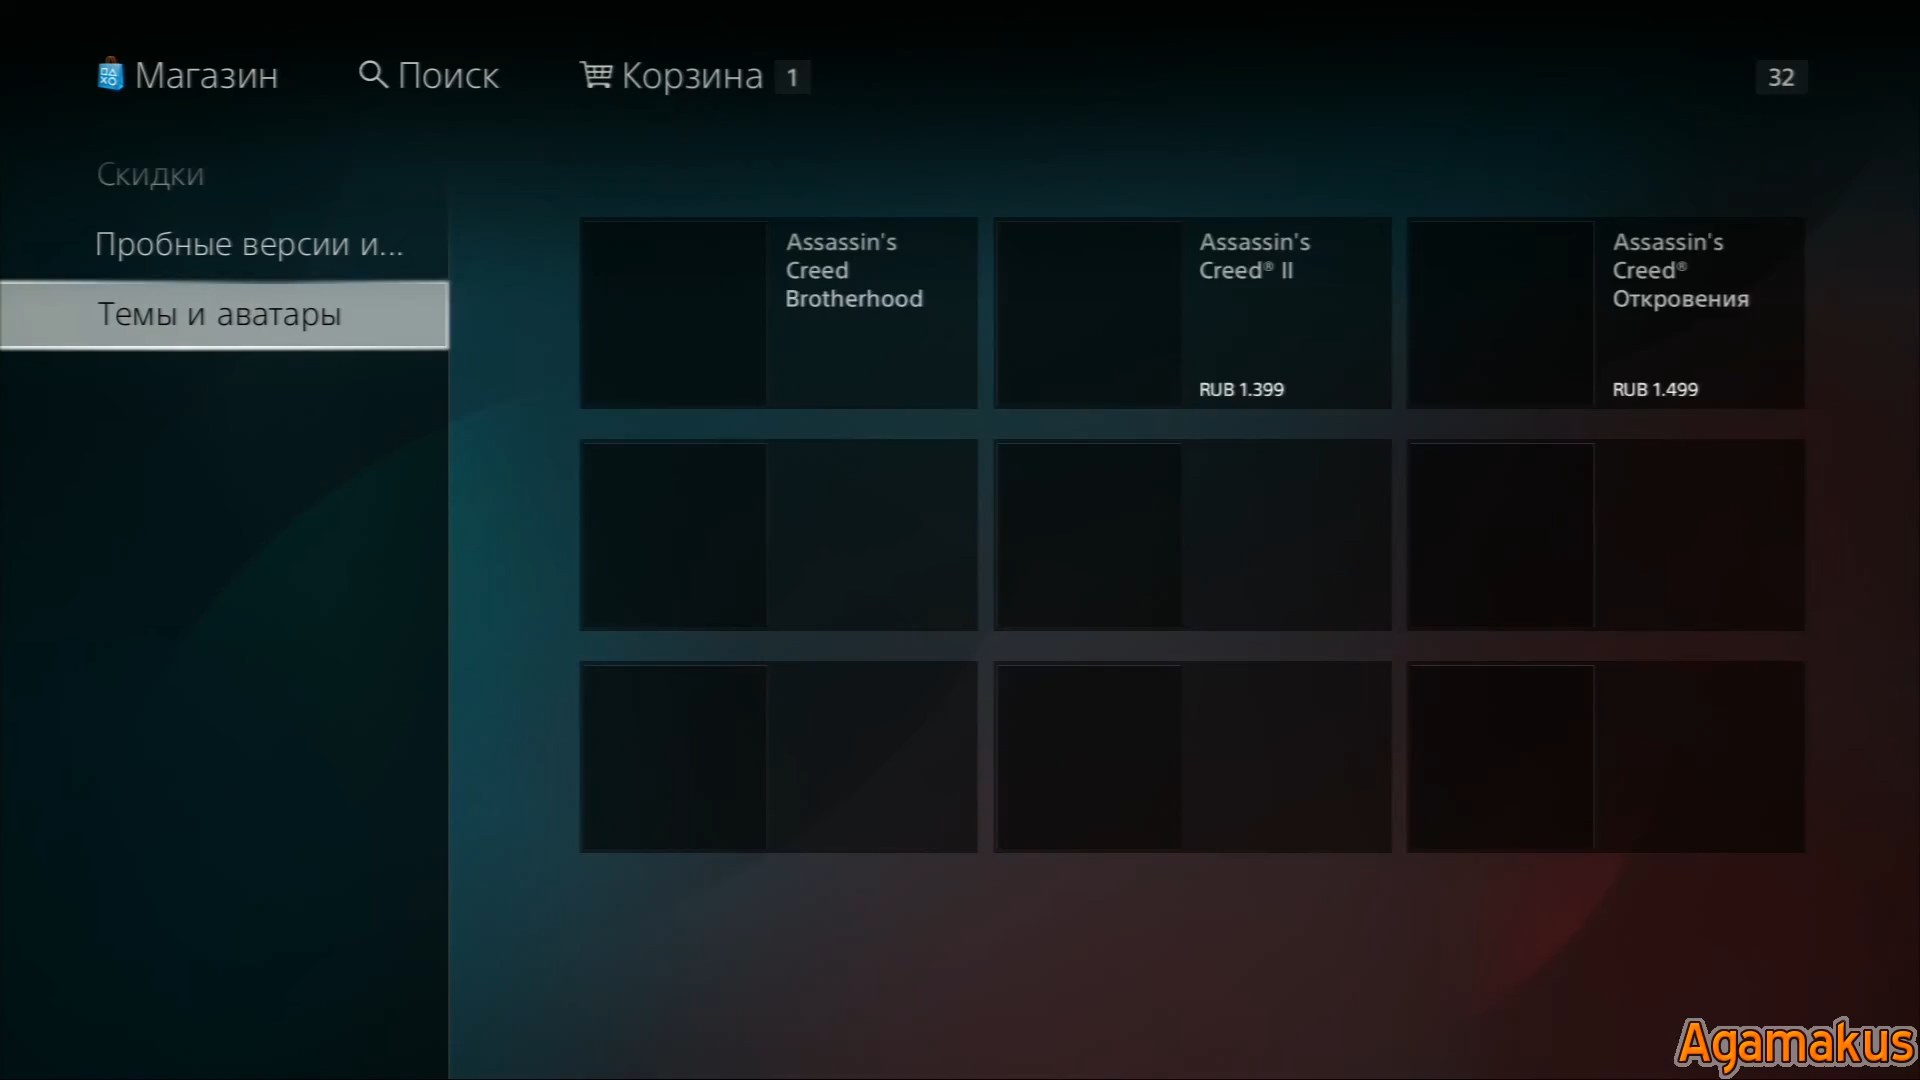 Магазин
Поиск
Корзина 1
32
Скидки
Пробные версии и...
Темы и аватары
Assassin's
Creed
Brotherhood
Assassin's
Creed® II
RUB 1.399
Assassin's
Creed®
Откровения
RUB 1.499
Agamakus